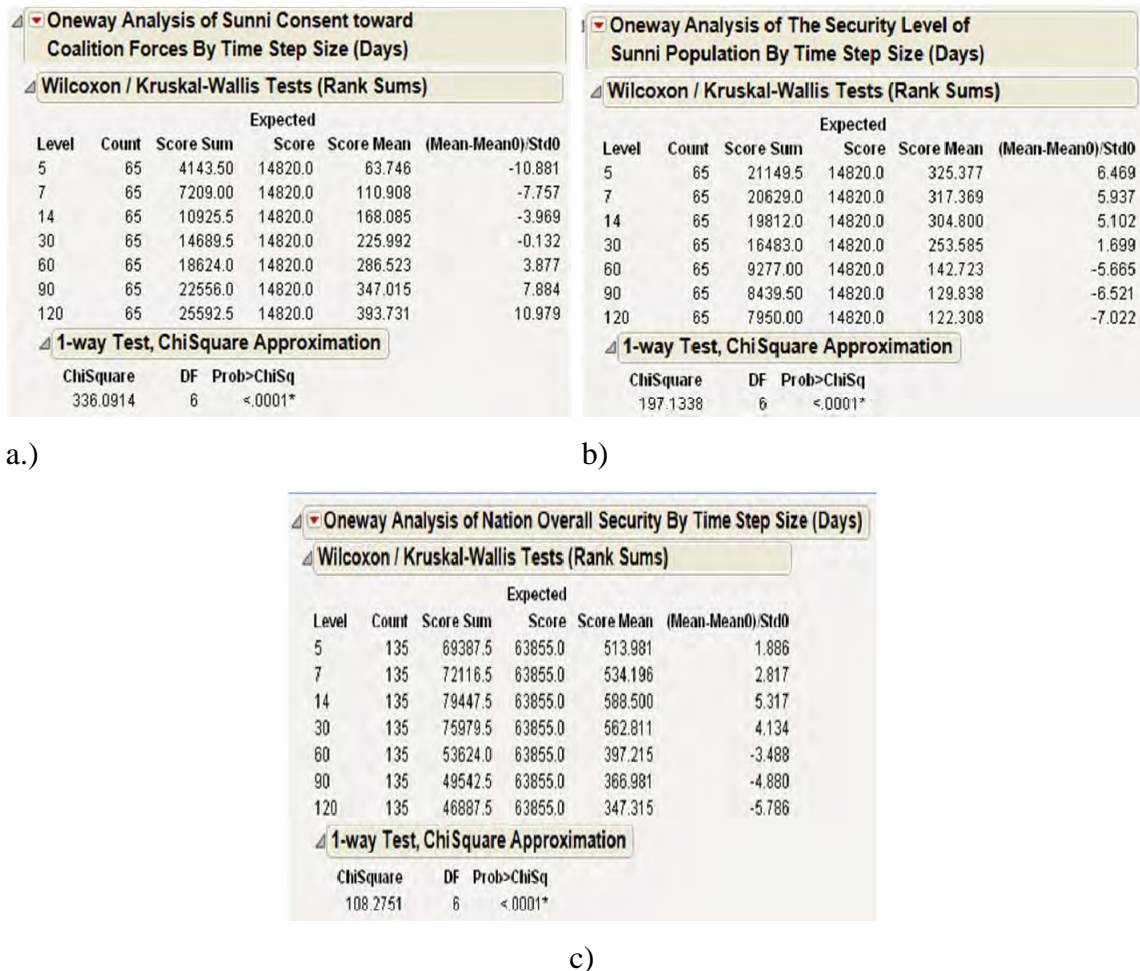 Oneway Analysis of Sunni Consent toward
Coalition Forces By Time Step Size (Days)
Wilcoxon / Kruskal-Wallis Tests (Rank Sums)
Expected
Level Count Score Sum Score Score Mean (Mean-Mean0)/Std0
5 65 4143.50 14820.0 63.746 -10.881
7 65 7209.00 14820.0 110.908 -7.757
14 65 10925.5 14820.0 168.085 -3.969
30 65 14689.5 14820.0 225.992 -0.132
60 65 18624.0 14820.0 286.523 3.877
90 65 22556.0 14820.0 347.015 7.884
120 65 25592.5 14820.0 393.731 10.979
1-way Test, ChiSquare Approximation
ChiSquare DF Prob>ChiSq
336.0914 6 <.0001*
a.)
Oneway Analysis of The Security Level of
Sunni Population By Time Step Size (Days)
Wilcoxon / Kruskal-Wallis Tests (Rank Sums)
Expected
Level Count Score Sum Score Score Mean (Mean-Mean0)/Std0
5 65 21149.5 14820.0 325.377 6.469
7 65 20629.0 14820.0 317.369 5.937
14 65 19812.0 14820.0 304.800 5.102
30 65 16483.0 14820.0 253.585 1.699
60 65 9277.00 14820.0 142.723 -5.665
90 65 8439.50 14820.0 129.838 -6.521
120 65 7950.00 14820.0 122.308 -7.022
1-way Test, ChiSquare Approximation
ChiSquare DF Prob>ChiSq
197.1338 6 <.0001*
b)
Oneway Analysis of Nation Overall Security By Time Step Size (Days)
Wilcoxon / Kruskal-Wallis Tests (Rank Sums)
Expected
Level Count Score Sum Score Score Mean (Mean-Mean0)/Std0
5 135 69387.5 63855.0 513.981 1.886
7 135 72116.5 63855.0 534.196 2.817
14 135 79447.5 63855.0 588.500 5.317
30 135 75979.5 63855.0 562.811 4.134
60 135 53624.0 63855.0 397.215 -3.488
90 135 49542.5 63855.0 366.981 -4.880
120 135 46887.5 63855.0 347.315 -5.786
1-way Test, ChiSquare Approximation
ChiSquare DF Prob>ChiSq
108.2751 6 <.0001*
c)